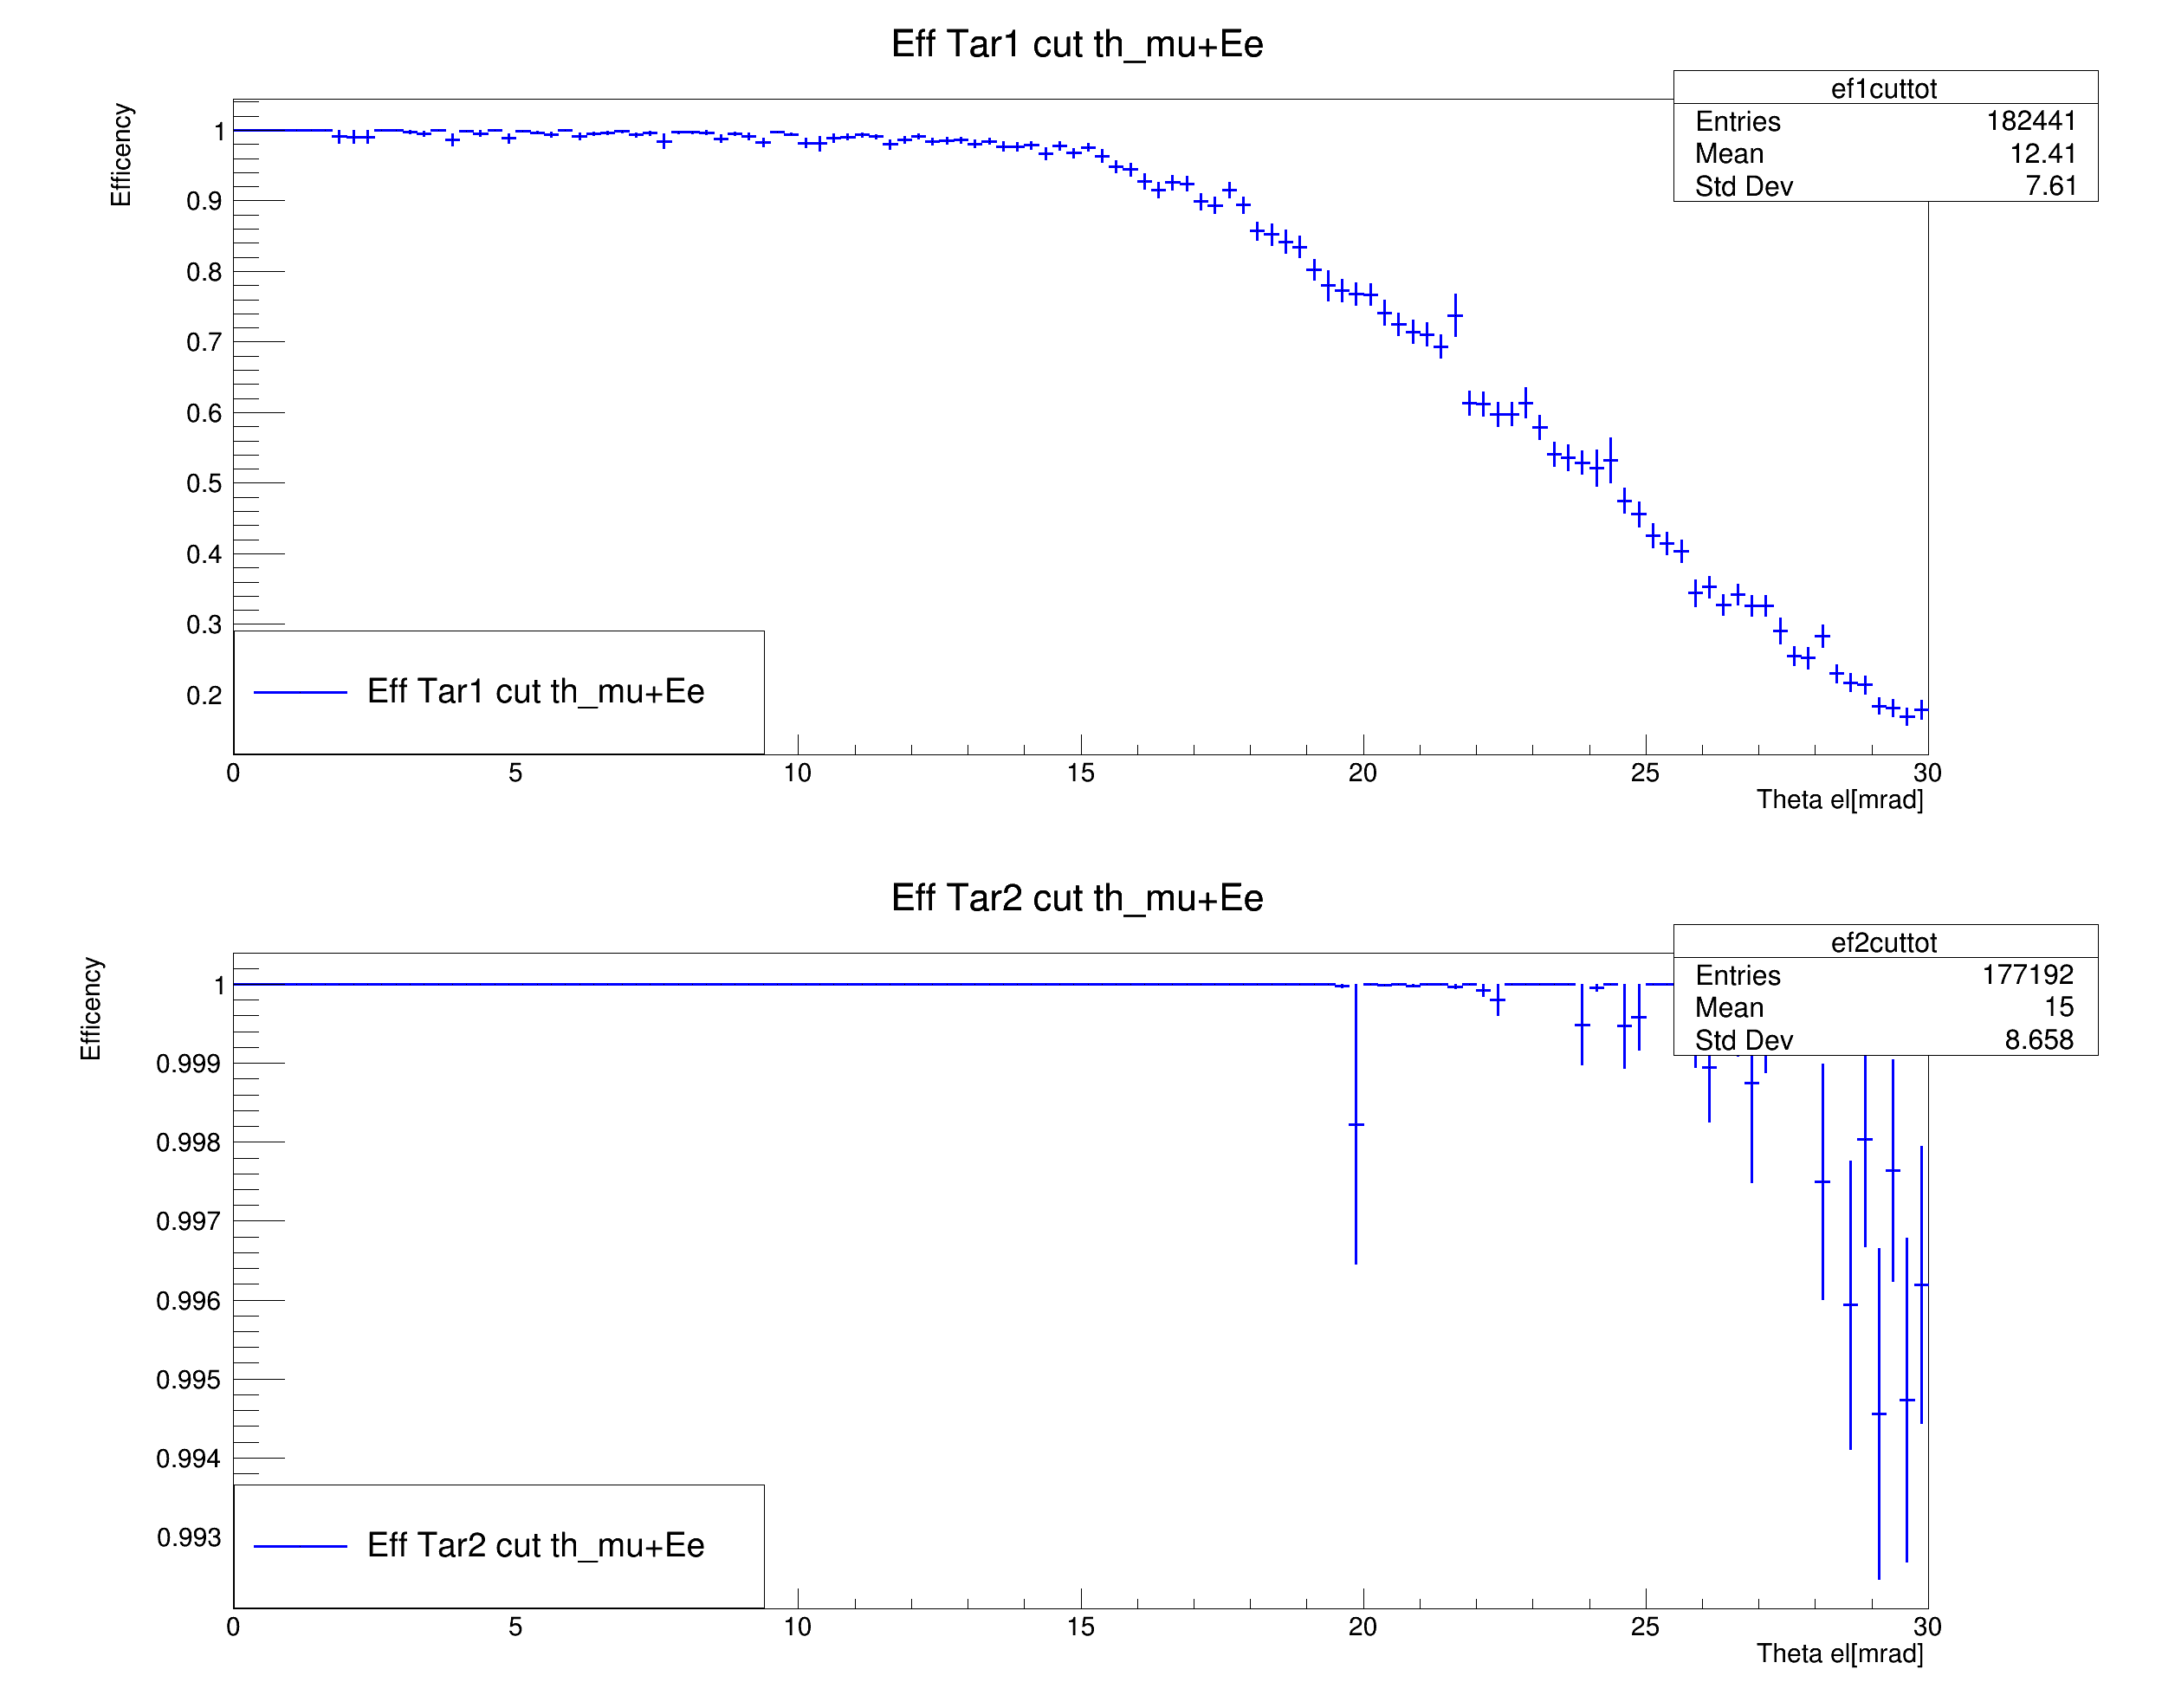 Eff Tar1 cut th_mu+Ee
ef1cuttot
Entries 182441
Mean 12.41
Std Dev 7.61
Efficency
1
0.9
0.8
0.7
0.6
0.5
0.4
0.3
0.2
Eff Tar1 cut th_mu+Ee
0 5 10 15 20 25 30
Theta el[mrad]
Eff Tar2 cut th_mu+Ee
ef2cuttot
Entries 177192
Mean 15
Std Dev 8.658
Efficency
1
0.999
0.998
0.997
0.996
0.995
0.994
0.993
Eff Tar2 cut th_mu+Ee
0 5 10 15 20 25 30
Theta el[mrad]